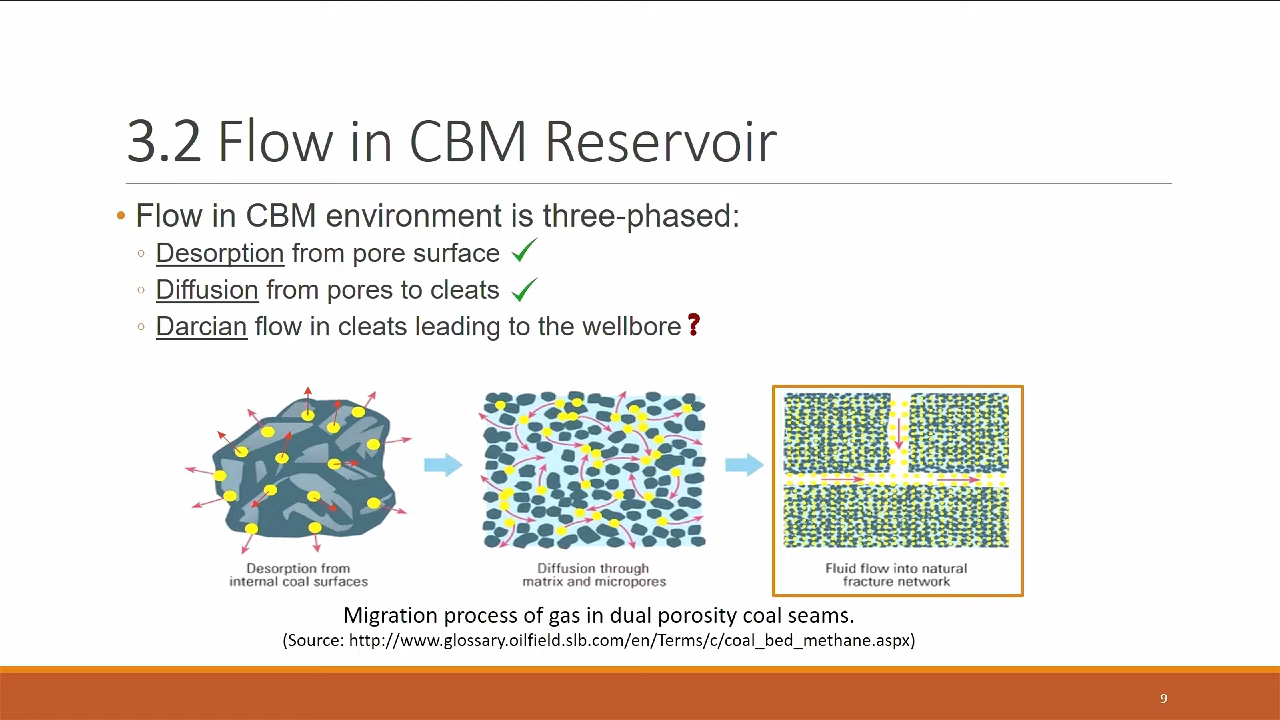 3.2 Flow in CBM Reservoir
• Flow in CBM environment is three-phased:
◦ Desorption from pore surface ✓
◦ Diffusion from pores to cleats ✓
◦ Darcian flow in cleats leading to the wellbore ?
Desorption from
internal coal surfaces
Diffusion through
matrix and micropores
Fluid flow into natural
fracture network
Migration process of gas in dual porosity coal seams.
(Source: http://www.glossary.oilfield.slb.com/en/Terms/c/coal_bed_methane.aspx)
9